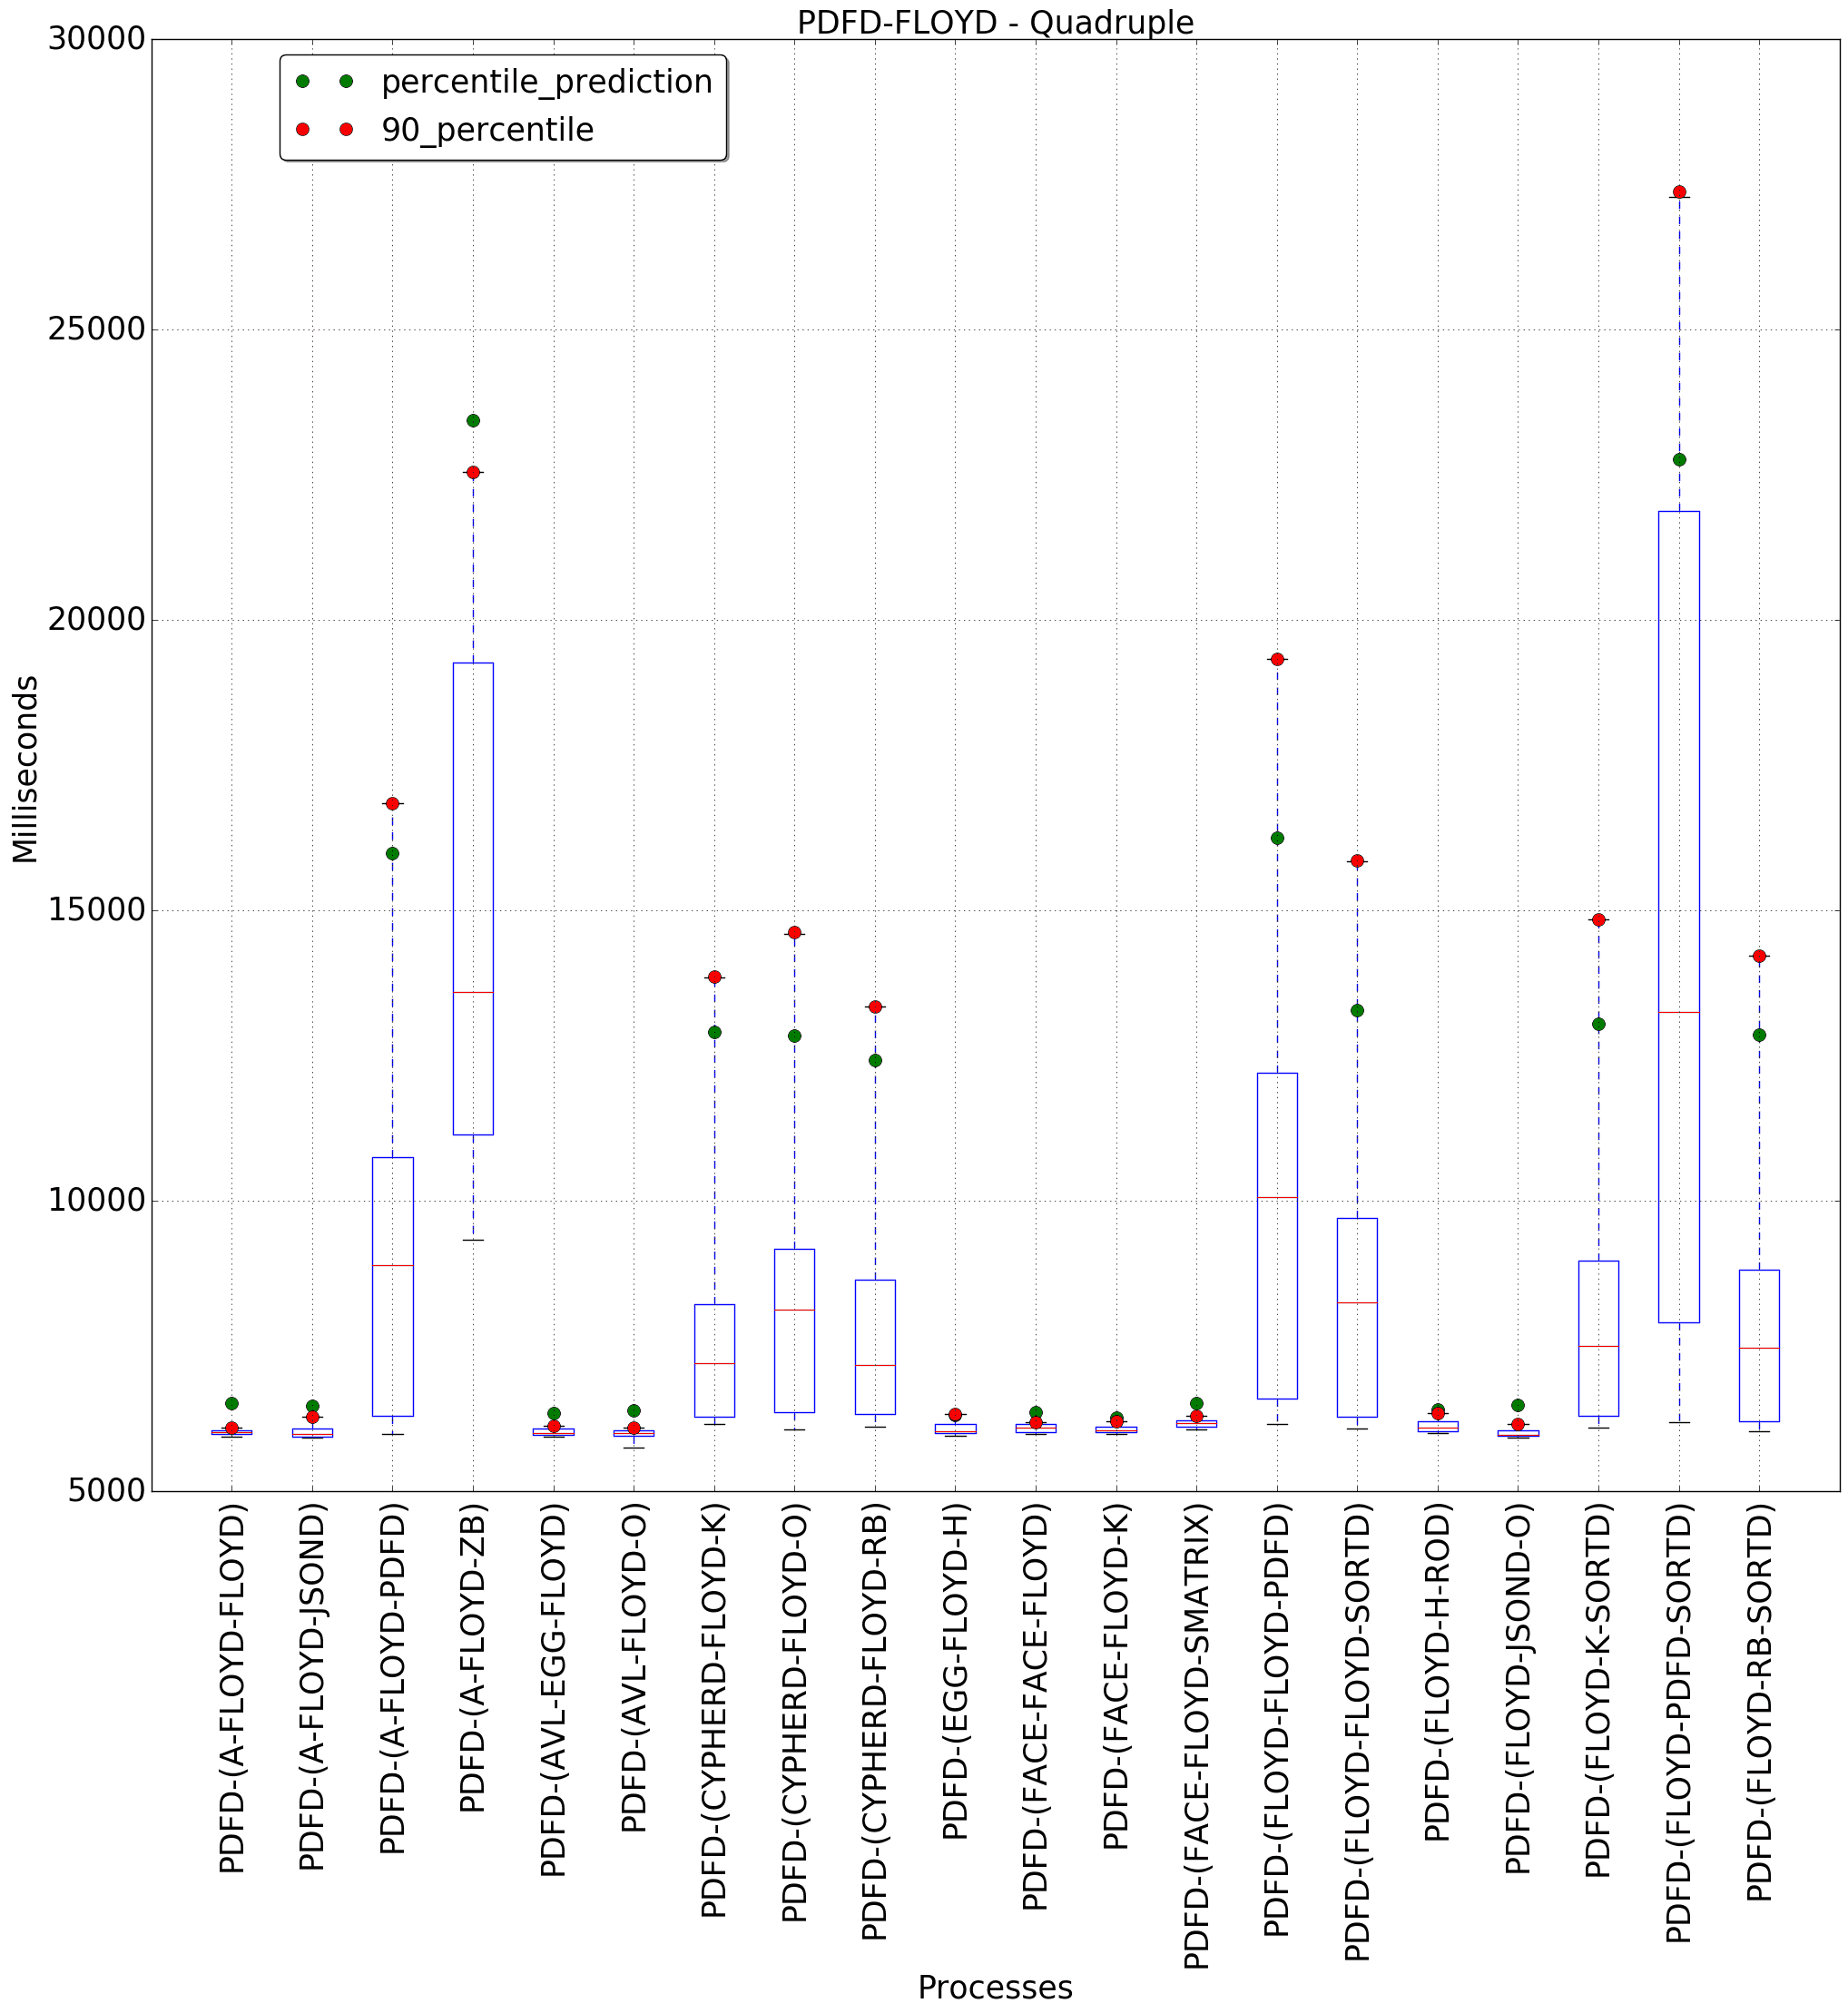 PDFD-FLOYD - Quadruple
percentile_prediction
90_percentile
30000
25000
20000
15000
10000
5000
Milliseconds
PDFD-(A-FLOYD-FLOYD)
PDFD-(A-FLOYD-JSOND)
PDFD-(A-FLOYD-PDFD)
PDFD-(A-FLOYD-ZB)
PDFD-(AVL-EGG-FLOYD)
PDFD-(AVL-FLOYD-O)
PDFD-(CYPHERD-FLOYD-K)
PDFD-(CYPHERD-FLOYD-O)
PDFD-(CYPHERD-FLOYD-RB)
PDFD-(EGG-FLOYD-H)
PDFD-(FACE-FACE-FLOYD)
PDFD-(FACE-FLOYD-K)
PDFD-(FACE-FLOYD-SMATRIX)
PDFD-(FLOYD-FLOYD-PDFD)
PDFD-(FLOYD-FLOYD-SORTD)
PDFD-(FLOYD-H-ROD)
PDFD-(FLOYD-JSOND-O)
PDFD-(FLOYD-K-SORTD)
PDFD-(FLOYD-PDFD-SORTD)
PDFD-(FLOYD-RB-SORTD)
Processes